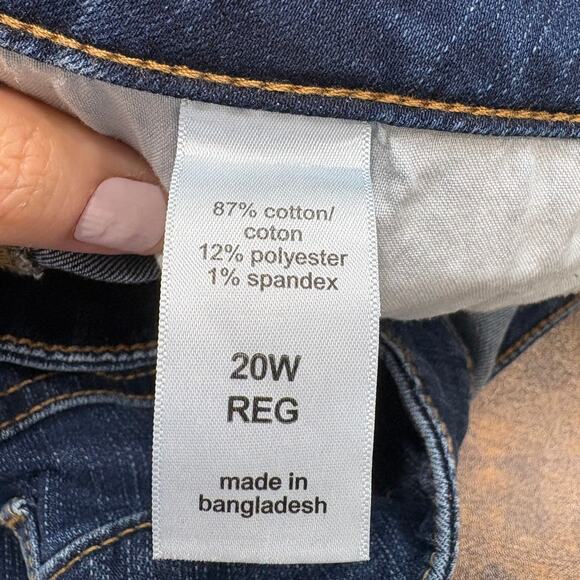 87% cotton/
coton
12% polyester
1% spandex
20W
REG
made in
bangladesh